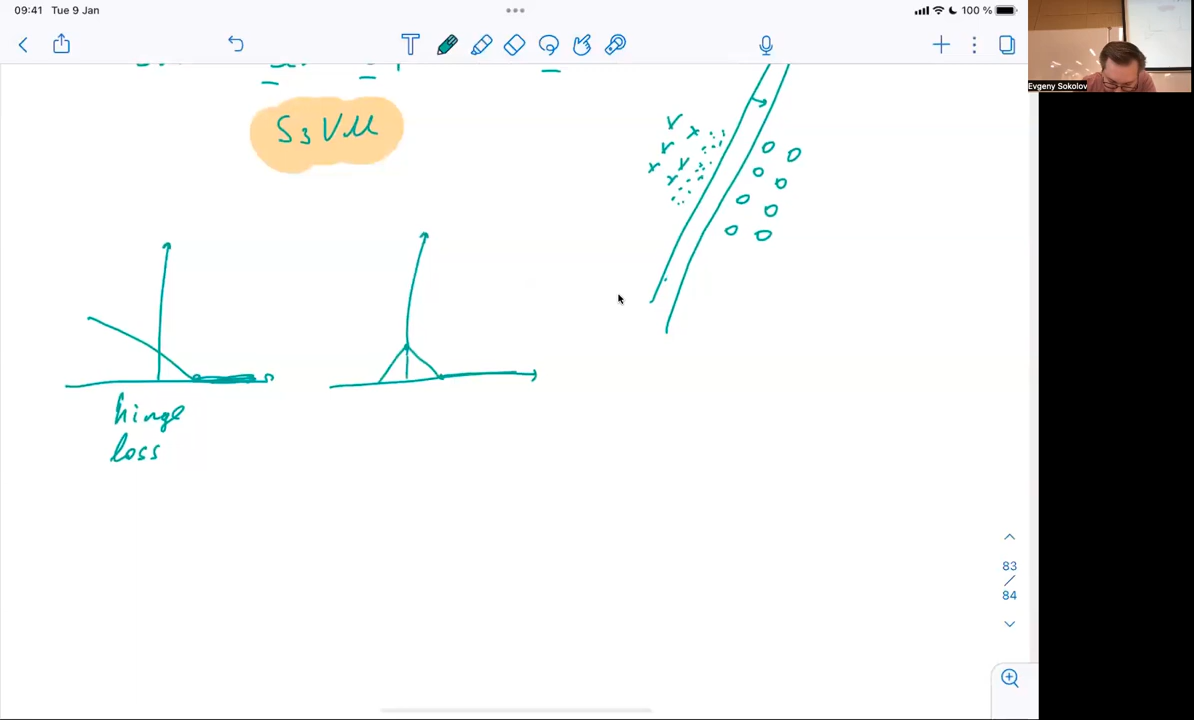 09:41 Tue 9 Jan
100 %
T
Evgeny Sokolov
S3VM
hinge
loss
83
/
84